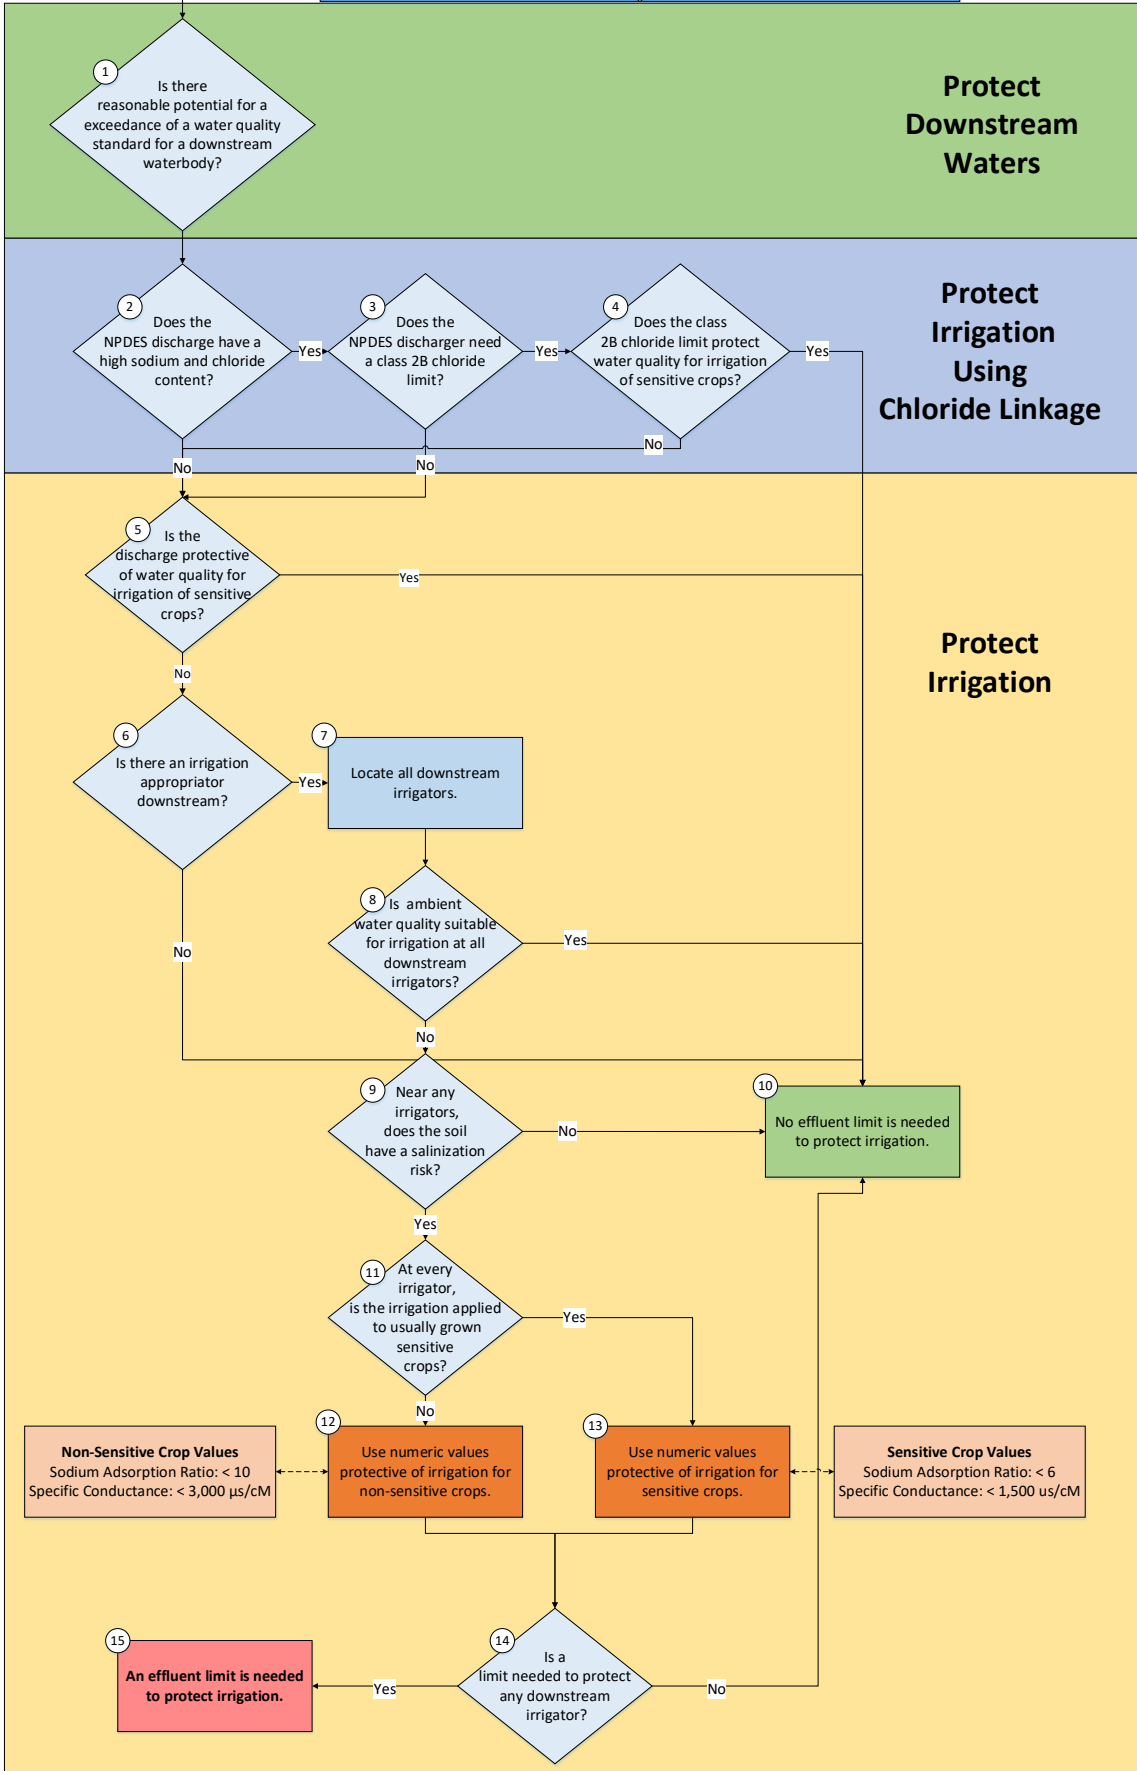 1
Is there
reasonable potential for a
exceedance of a water quality
standard for a downstream
waterbody?
Protect
Downstream
Waters
2
Does the
NPDES discharge have a
high sodium and chloride
content?
Yes
3
Does the
NPDES discharger need
a class 2B chloride
limit?
Yes
4
Does the class
2B chloride limit protect
water quality for irrigation
of sensitive crops?
Yes
Protect
Irrigation
Using
Chloride Linkage
No
No
No
5
Is the
discharge protective
of water quality for
irrigation of sensitive
crops?
Yes
Protect
Irrigation
No
6
Is there an irrigation
appropriator
downstream?
Yes
7
Locate all downstream
irrigators.
8
Is ambient
water quality suitable
for irrigation at all
downstream
irrigators?
Yes
No
No
9
Near any
irrigators,
does the soil
have a salinization
risk?
No
10
No effluent limit is needed
to protect irrigation.
Yes
11
At every
irrigator,
is the irrigation applied
to usually grown
sensitive
crops?
Yes
No
Non-Sensitive Crop Values
Sodium Adsorption Ratio: < 10
Specific Conductance: < 3,000 µs/cM
12
Use numeric values
protective of irrigation for
non-sensitive crops.
13
Use numeric values
protective of irrigation for
sensitive crops.
Sensitive Crop Values
Sodium Adsorption Ratio: < 6
Specific Conductance: < 1,500 us/cM
14
Is a
limit needed to protect
any downstream
irrigator?
Yes
No
15
An effluent limit is needed
to protect irrigation.